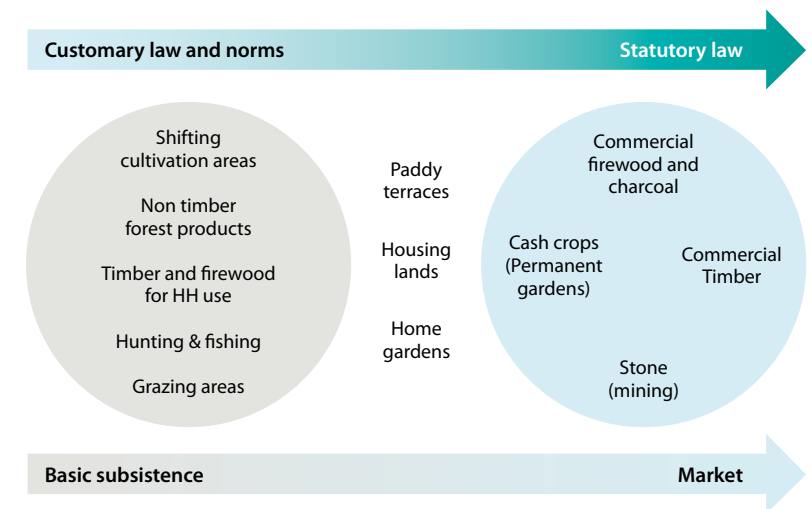 Customary law and norms
Statutory law
Shifting
cultivation areas
Non timber
forest products
Timber and firewood
for HH use
Hunting & fishing
Grazing areas
Paddy
terraces
Housing
lands
Home
gardens
Commercial
firewood and
charcoal
Cash crops
(Permanent
gardens)
Commercial
Timber
Stone
(mining)
Basic subsistence
Market